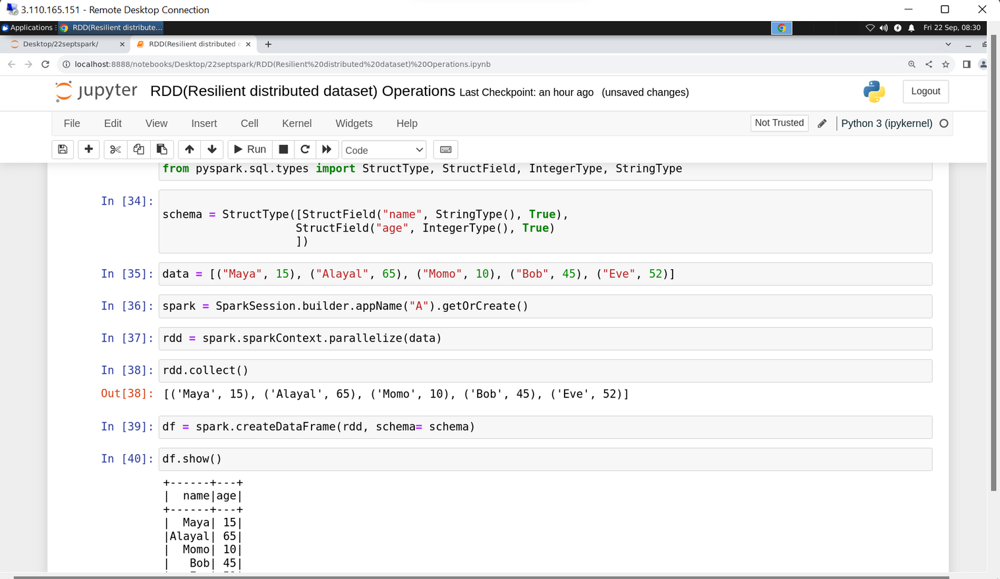 3.110.165.151 - Remote Desktop Connection
Applications RDD(Resilient distribute... Fri 22 Sep, 08:30
Desktop/22septspark/ RDD(Resilient distributed
localhost:8888/notebooks/Desktop/22septspark/RDD(Resilient%20distributed%20dataset)%20Operations.ipynb
jupyter RDD(Resilient distributed dataset) Operations Last Checkpoint: an hour ago (unsaved changes) Logout
File Edit View Insert Cell Kernel Widgets Help Not Trusted Python 3 (ipykernel)
Run Code
from pyspark.sql.types import StructType, StructField, IntegerType, StringType
In [34]:
schema = StructType([StructField("name", StringType(), True),
StructField("age", IntegerType(), True)
])
In [35]: data = [("Maya", 15), ("Alayal", 65), ("Momo", 10), ("Bob", 45), ("Eve", 52)]
In [36]: spark = SparkSession.builder.appName("A").getOrCreate()
In [37]: rdd = spark.sparkContext.parallelize(data)
In [38]: rdd.collect()
Out[38]: [('Maya', 15), ('Alayal', 65), ('Momo', 10), ('Bob', 45), ('Eve', 52)]
In [39]: df = spark.createDataFrame(rdd, schema= schema)
In [40]: df.show()
+------+---+
|  name|age|
+------+---+
|  Maya| 15|
|Alayal| 65|
|  Momo| 10|
|   Bob| 45|